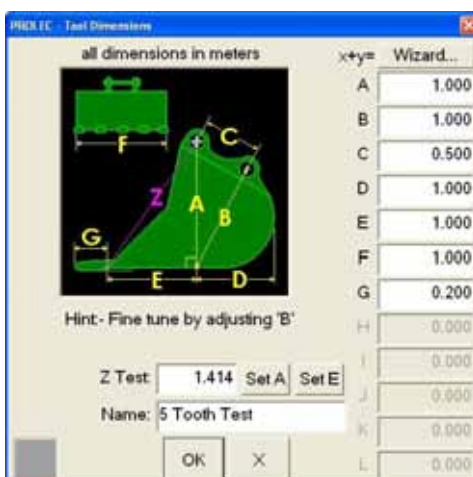 PROLEC - Tool Dimensions
all dimensions in meters
x+y= Wizard...
A 1.000
B 1.000
C 0.500
D 1.000
E 1.000
F 1.000
G 0.200
H 0.000
I 0.000
J 0.000
K 0.000
L 0.000
F
C
Z
A
B
G
E
D
Hint:- Fine tune by adjusting 'B'
Z Test: 1.414 Set A Set E
Name: 5 Tooth Test
OK X